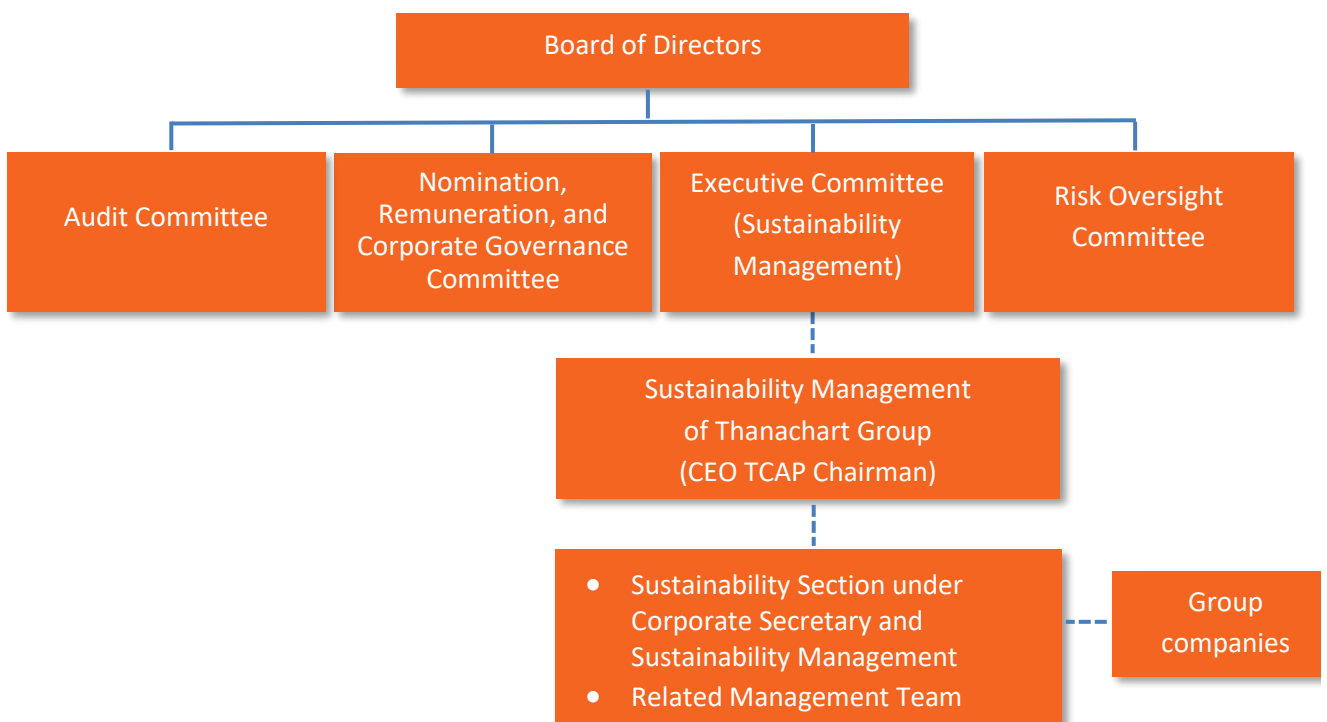 Board of Directors
Audit Committee
Nomination,
Remuneration, and
Corporate Governance
Committee
Executive Committee
(Sustainability
Management)
Risk Oversight
Committee
Sustainability Management
of Thanachart Group
(CEO TCAP Chairman)
● Sustainability Section under
Corporate Secretary and
Sustainability Management
● Related Management Team
Group
companies